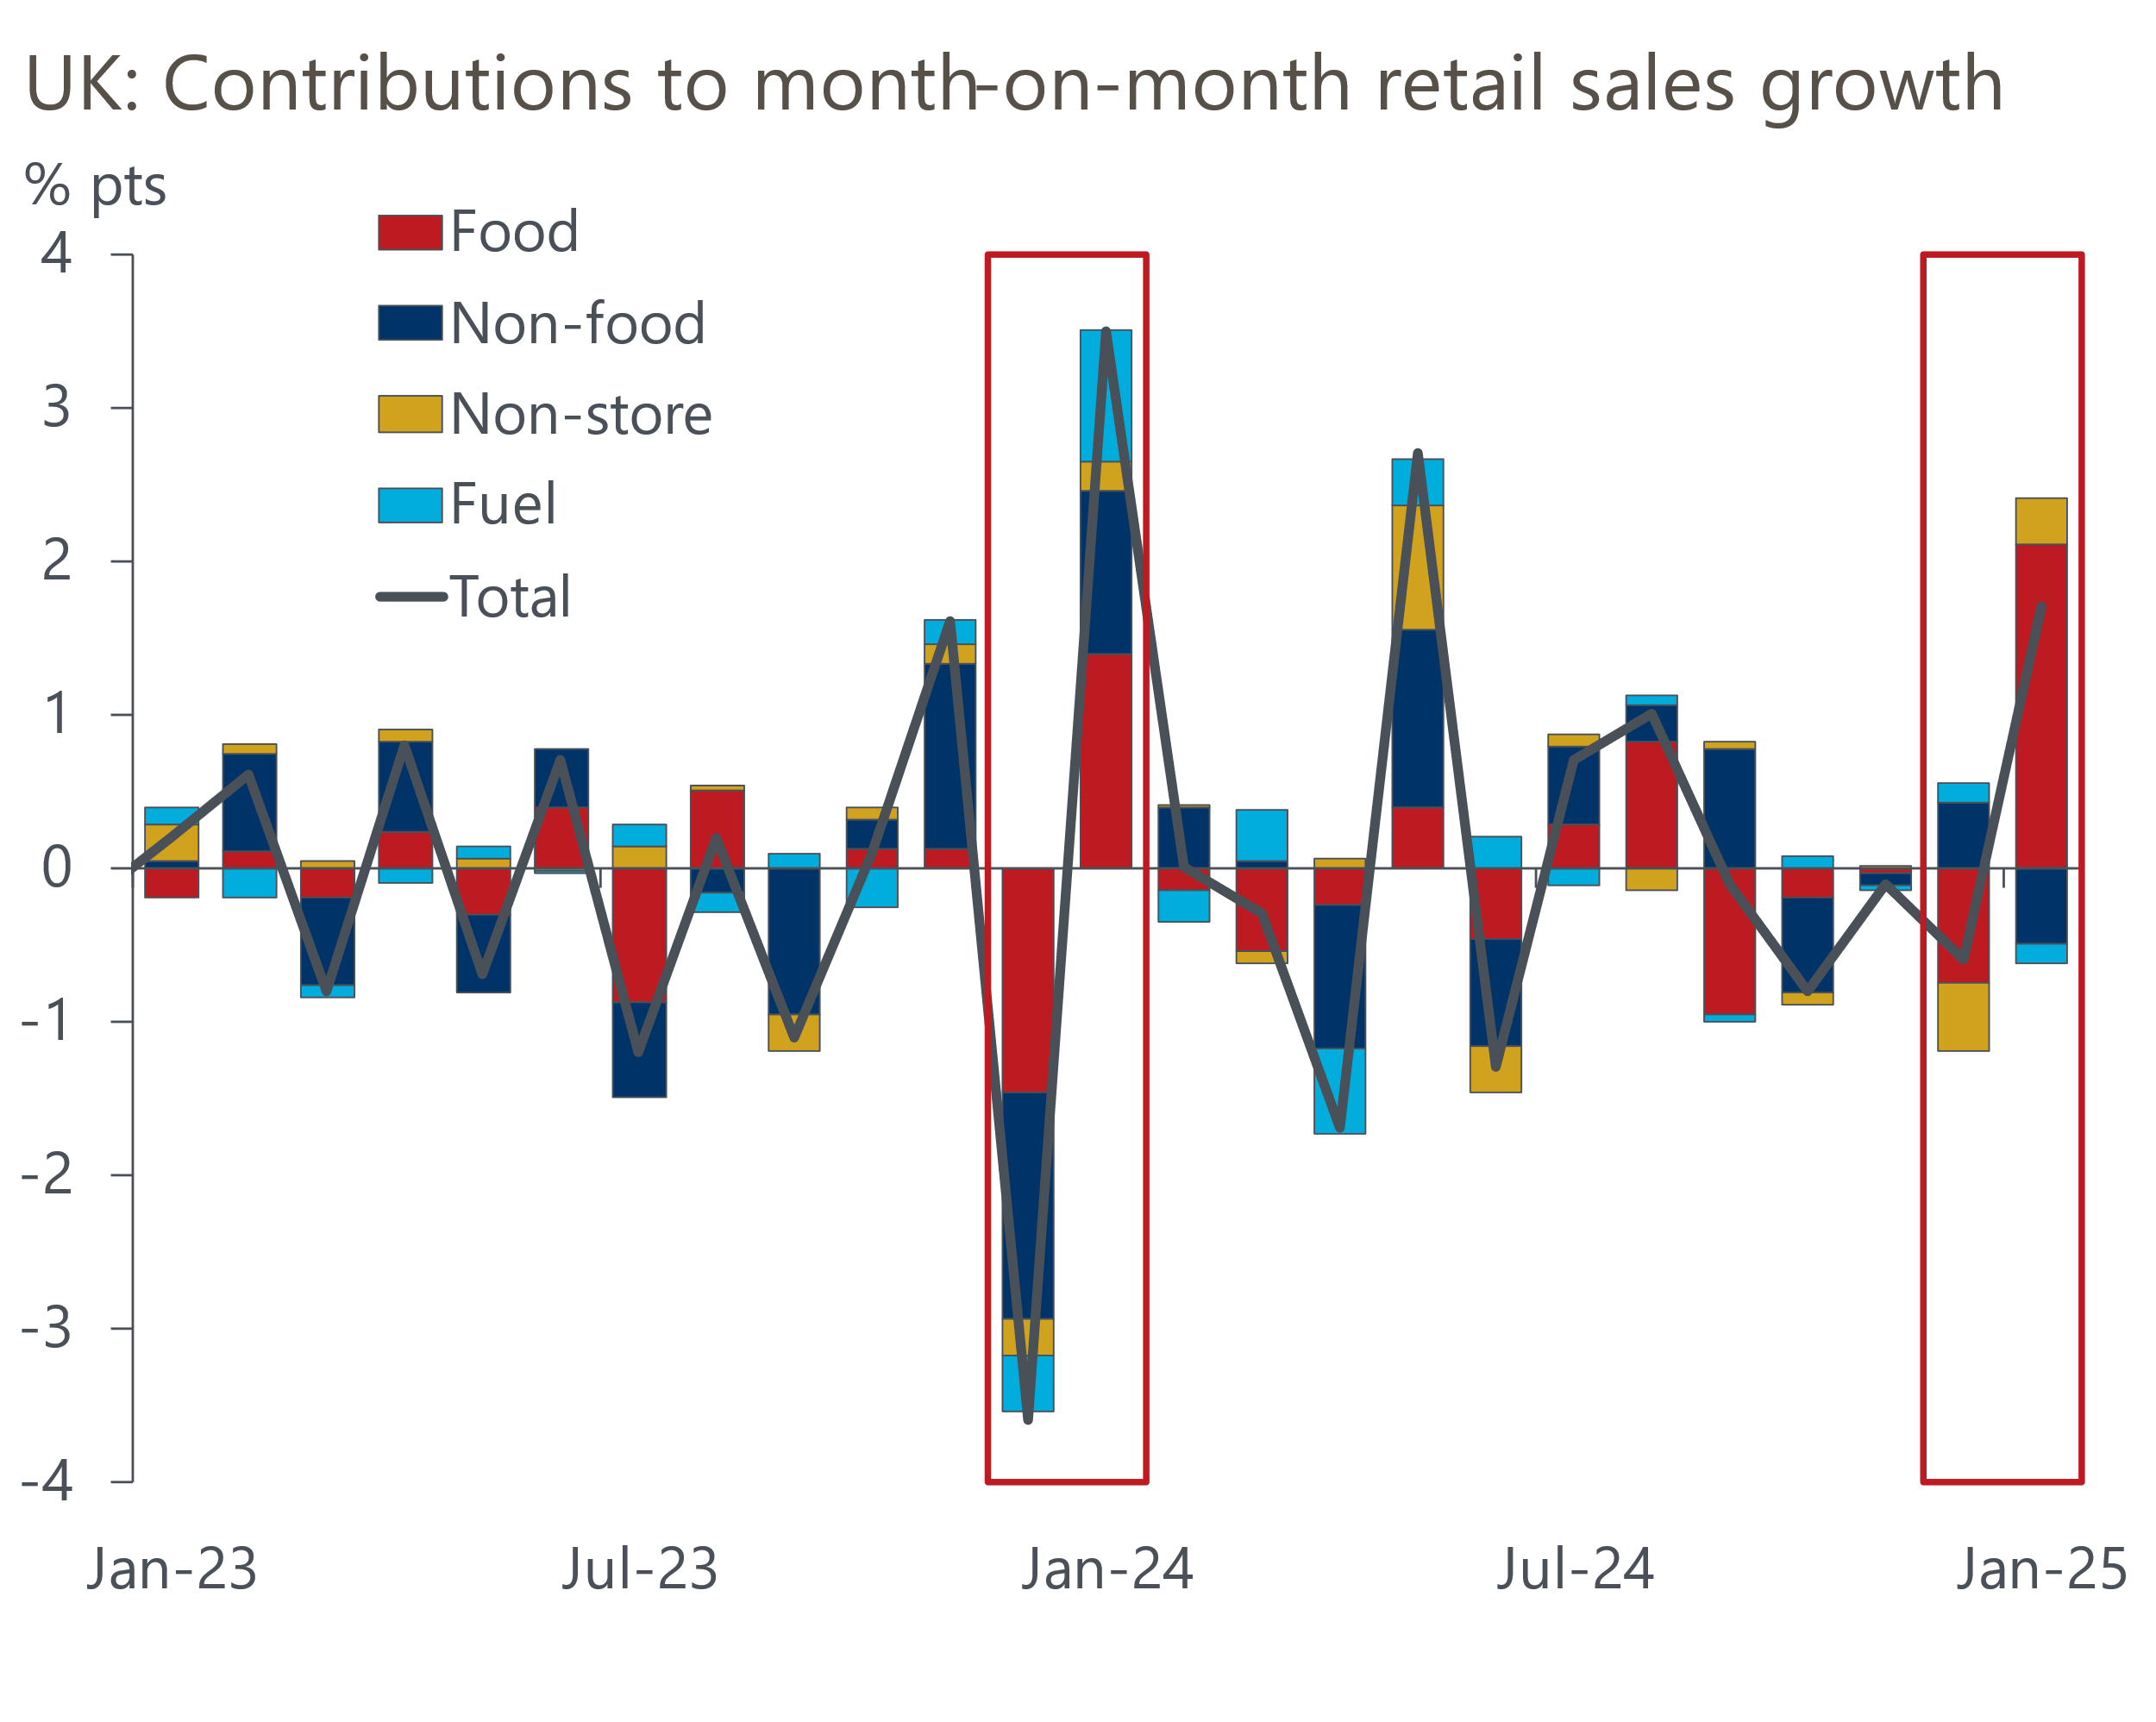 UK: Contributions to month-on-month retail sales growth
% pts
Food
Non-food
Non-store
Fuel
Total
4
3
2
1
0
-1
-2
-3
-4
Jan-23
Jul-23
Jan-24
Jul-24
Jan-25